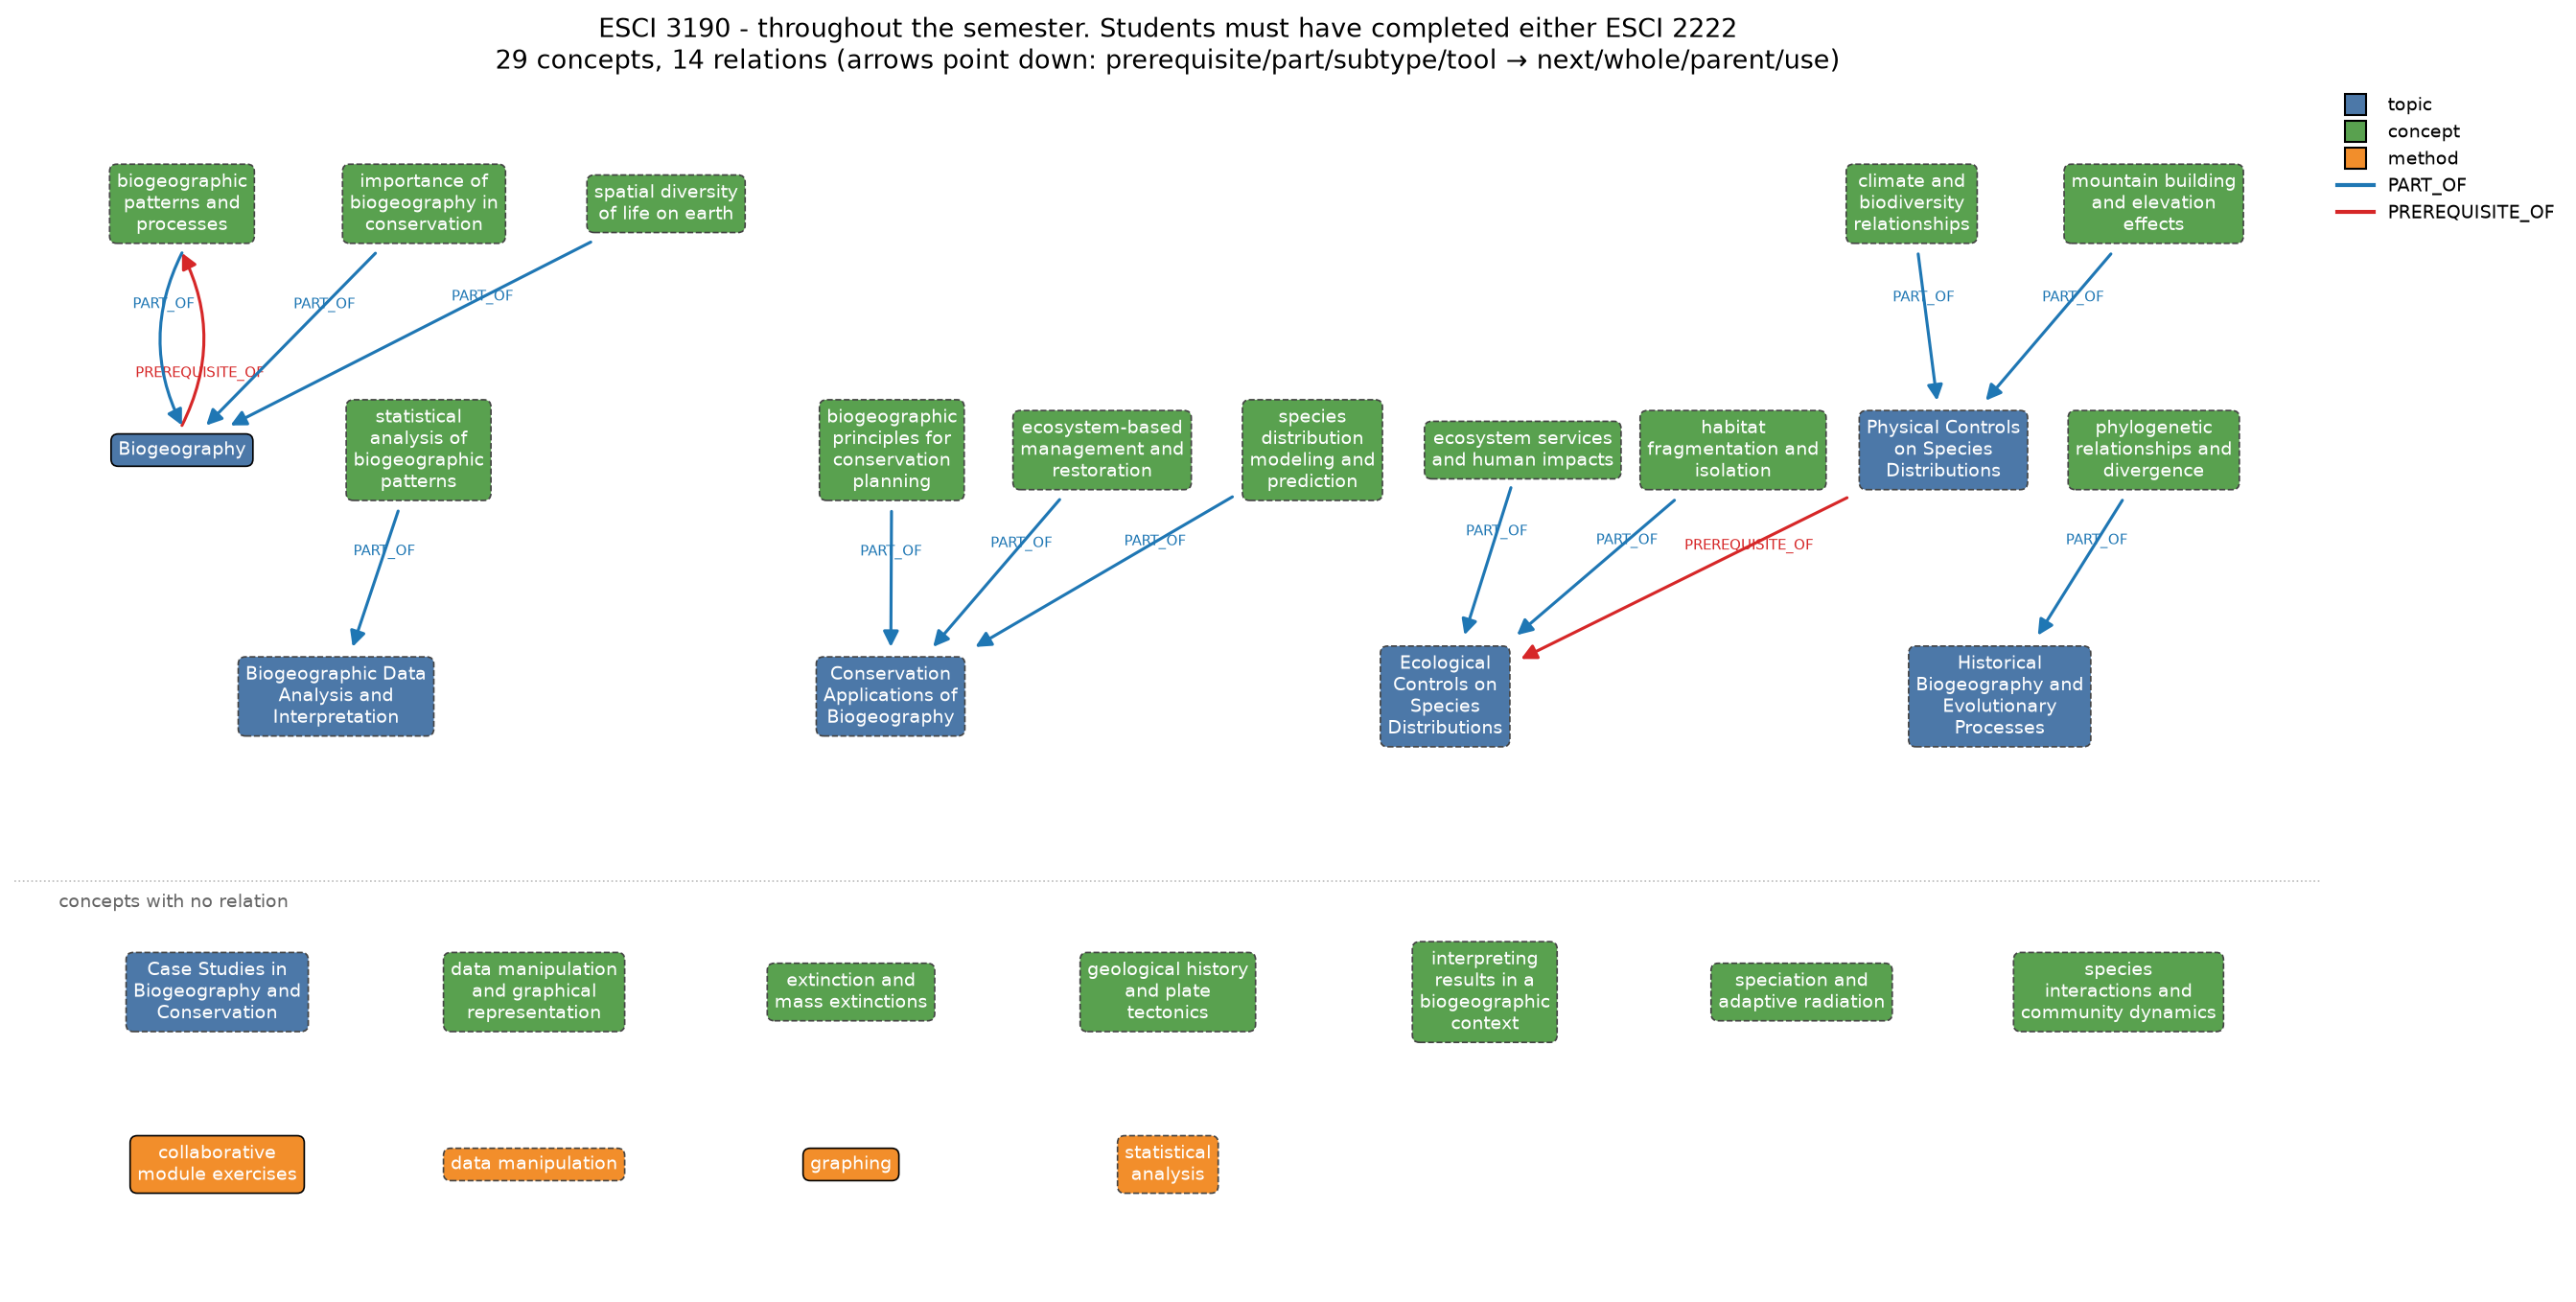 ESCI 3190 - throughout the semester. Students must have completed either ESCI 2222
29 concepts, 14 relations (arrows point down: prerequisite/part/subtype/tool → next/whole/parent/use)
topic
concept
method
PART_OF
PREREQUISITE_OF
biogeographic
patterns and
processes
importance of
biogeography in
conservation
spatial diversity
of life on earth
climate and
biodiversity
relationships
mountain building
and elevation
effects
PART_OF
PART_OF
PART_OF
PART_OF
PART_OF
PREREQUISITE_OF
Biogeography
statistical
analysis of
biogeographic
patterns
biogeographic
principles for
conservation
planning
ecosystem-based
management and
restoration
species
distribution
modeling and
prediction
ecosystem services
and human impacts
habitat
fragmentation and
isolation
Physical Controls
on Species
Distributions
phylogenetic
relationships and
divergence
PART_OF
PART_OF
PART_OF
PART_OF
PART_OF
PART_OF
PREREQUISITE_OF
PART_OF
Biogeographic Data
Analysis and
Interpretation
Conservation
Applications of
Biogeography
Ecological
Controls on
Species
Distributions
Historical
Biogeography and
Evolutionary
Processes
concepts with no relation
Case Studies in
Biogeography and
Conservation
data manipulation
and graphical
representation
extinction and
mass extinctions
geological history
and plate
tectonics
interpreting
results in a
biogeographic
context
speciation and
adaptive radiation
species
interactions and
community dynamics
collaborative
module exercises
data manipulation
graphing
statistical
analysis